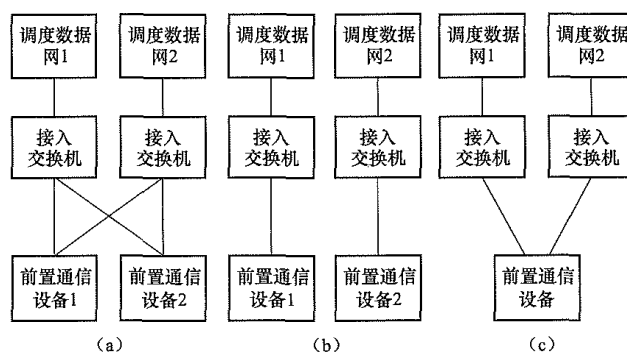 调度数据
网1
调度数据
网2
调度数据
网1
调度数据
网2
调度数据
网1
调度数据
网2
接入
交换机
接入
交换机
接入
交换机
接入
交换机
接入
交换机
接入
交换机
前置通信
设备1
前置通信
设备2
前置通信
设备1
前置通信
设备2
前置通信
设备
（a）
（b）
（c）